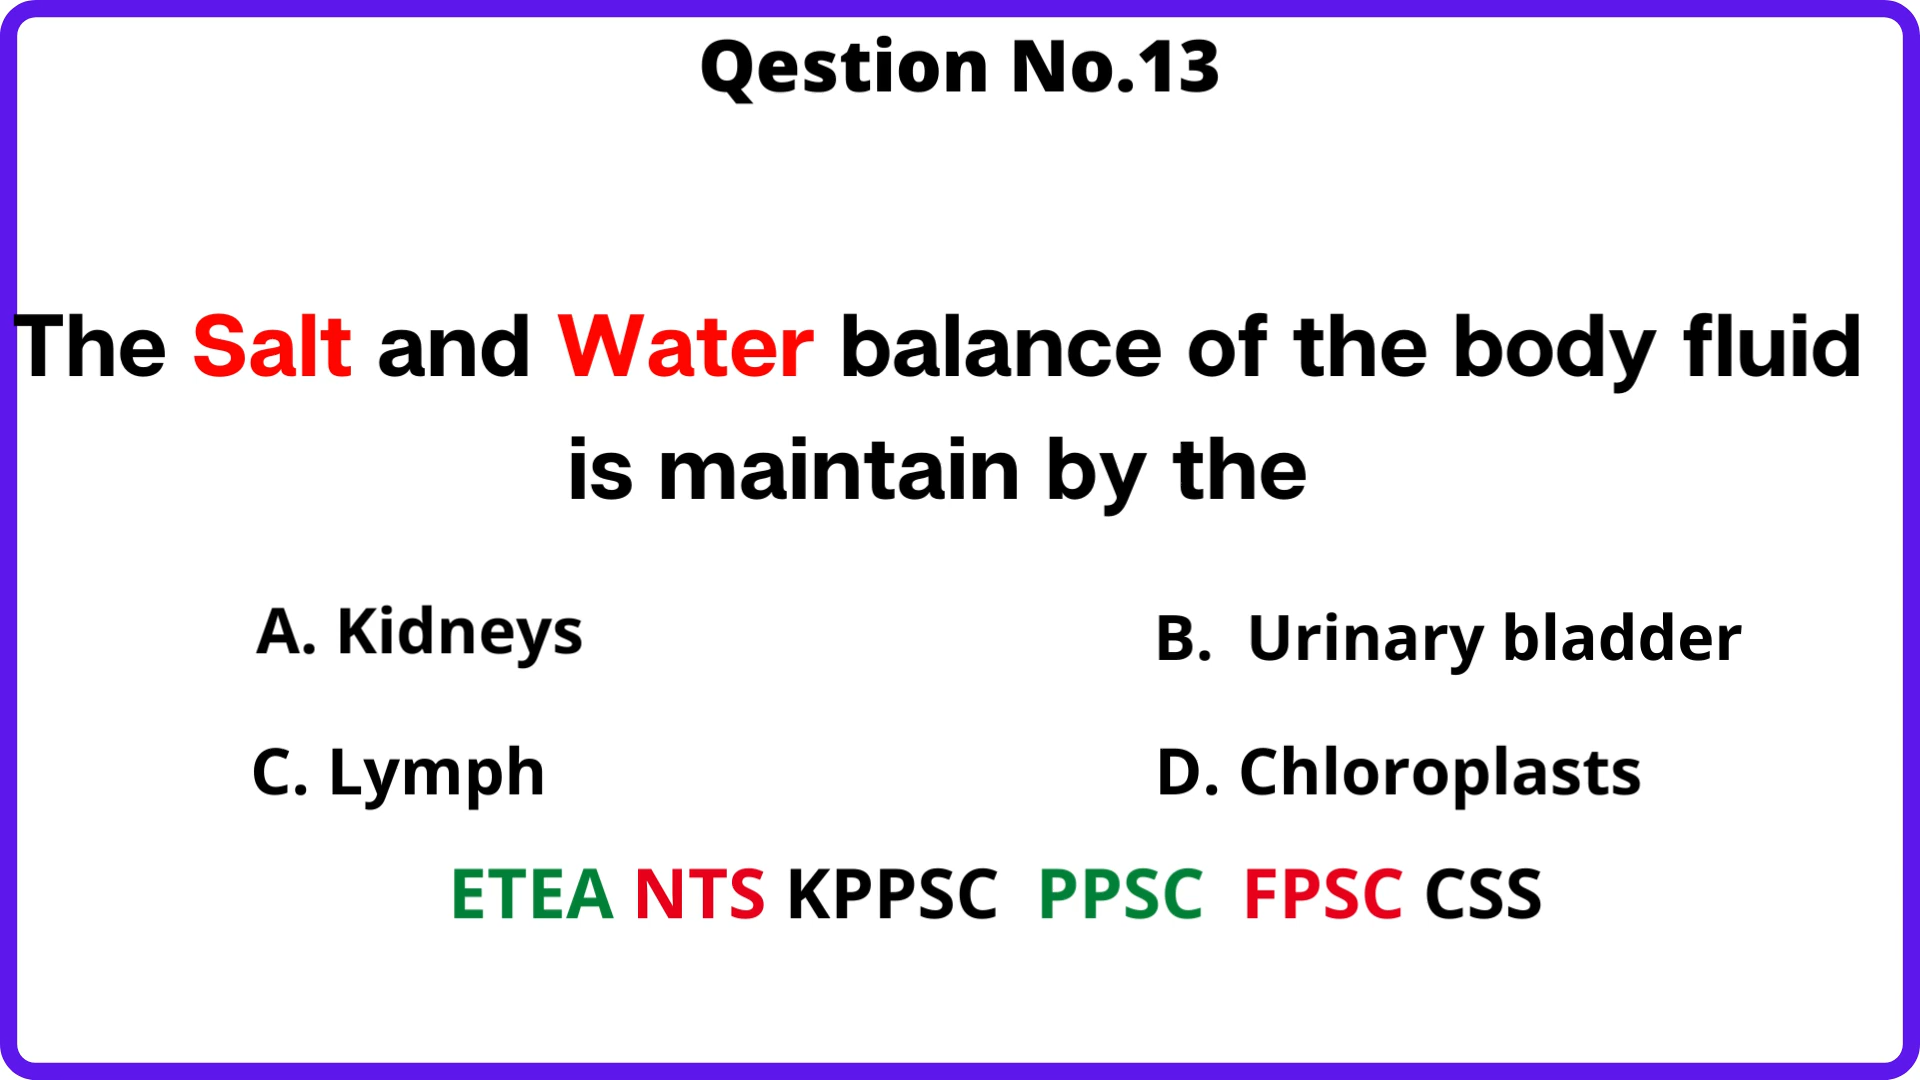 Qestion No.13
The Salt and Water balance of the body fluid
is maintain by the
A. Kidneys
B. Urinary bladder
C. Lymph
D. Chloroplasts
ETEA NTS KPPSC PPSC FPSC CSS